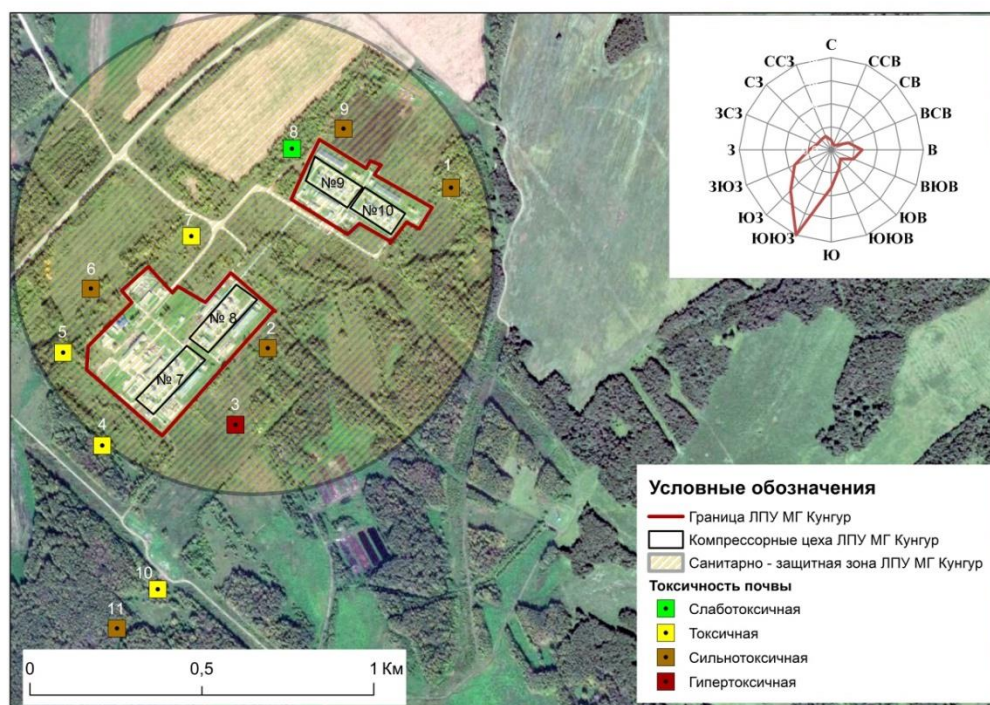 С
ССЗ
ССВ
СЗ
СВ
ЗСЗ
ВСВ
З
В
ЗЮЗ
ВЮВ
ЮЗ
ЮВ
ЮЮЗ
ЮЮВ
Ю
9
8
1
№9
№10
7
6
№ 8
2
5
№ 7
3
4
10
11
0
0,5
1 Км
Условные обозначения
Граница ЛПУ МГ Кунгур
Компрессорные цеха ЛПУ МГ Кунгур
Санитарно - защитная зона ЛПУ МГ Кунгур
Токсичность почвы
Слаботоксичная
Токсичная
Сильнотоксичная
Гипертоксичная